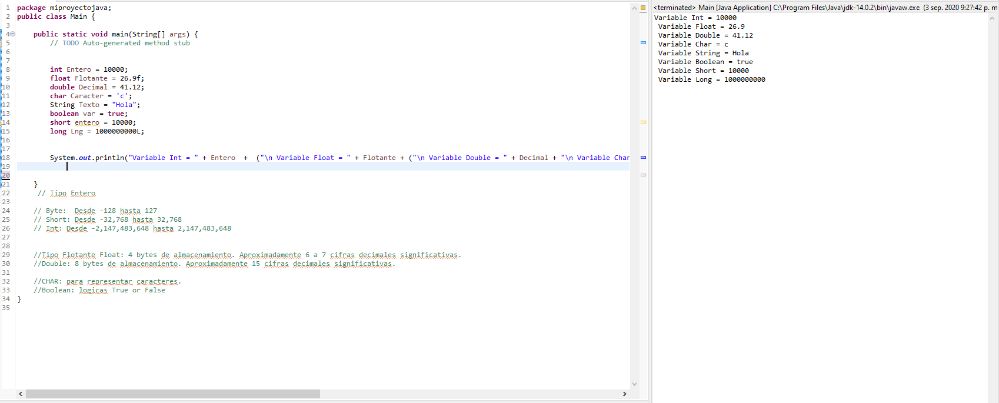 1 package miproyectojava;
2 public class Main {
3
4 public static void main(String[] args) {
5 // TODO Auto-generated method stub
6
7
8 int Entero = 10000;
9 float Flotante = 26.9f;
10 double Decimal = 41.12;
11 char Caracter = 'c';
12 String Texto = "Hola";
13 boolean var = true;
14 short entero = 10000;
15 long Lng = 1000000000L;
16
17
18 System.out.println("Variable Int = " + Entero + ("\n Variable Float = " + Flotante + ("\n Variable Double = " + Decimal + "\n Variable Char
19
20
21 }
22 // Tipo Entero
23
24 // Byte: Desde -128 hasta 127
25 // Short: Desde -32,768 hasta 32,768
26 // Int: Desde -2,147,483,648 hasta 2,147,483,648
27
28
29 //Tipo Flotante Float: 4 bytes de almacenamiento. Aproximadamente 6 a 7 cifras decimales significativas.
30 //Double: 8 bytes de almacenamiento. Aproximadamente 15 cifras decimales significativas.
31
32 //CHAR: para representar caracteres.
33 //Boolean: logicas True or False
34 }
35
<terminated> Main [Java Application] C:\Program Files\Java\jdk-14.0.2\bin\javaw.exe (3 sep. 2020 9:27:42 p. m
Variable Int = 10000
Variable Float = 26.9
Variable Double = 41.12
Variable Char = c
Variable String = Hola
Variable Boolean = true
Variable Short = 10000
Variable Long = 1000000000